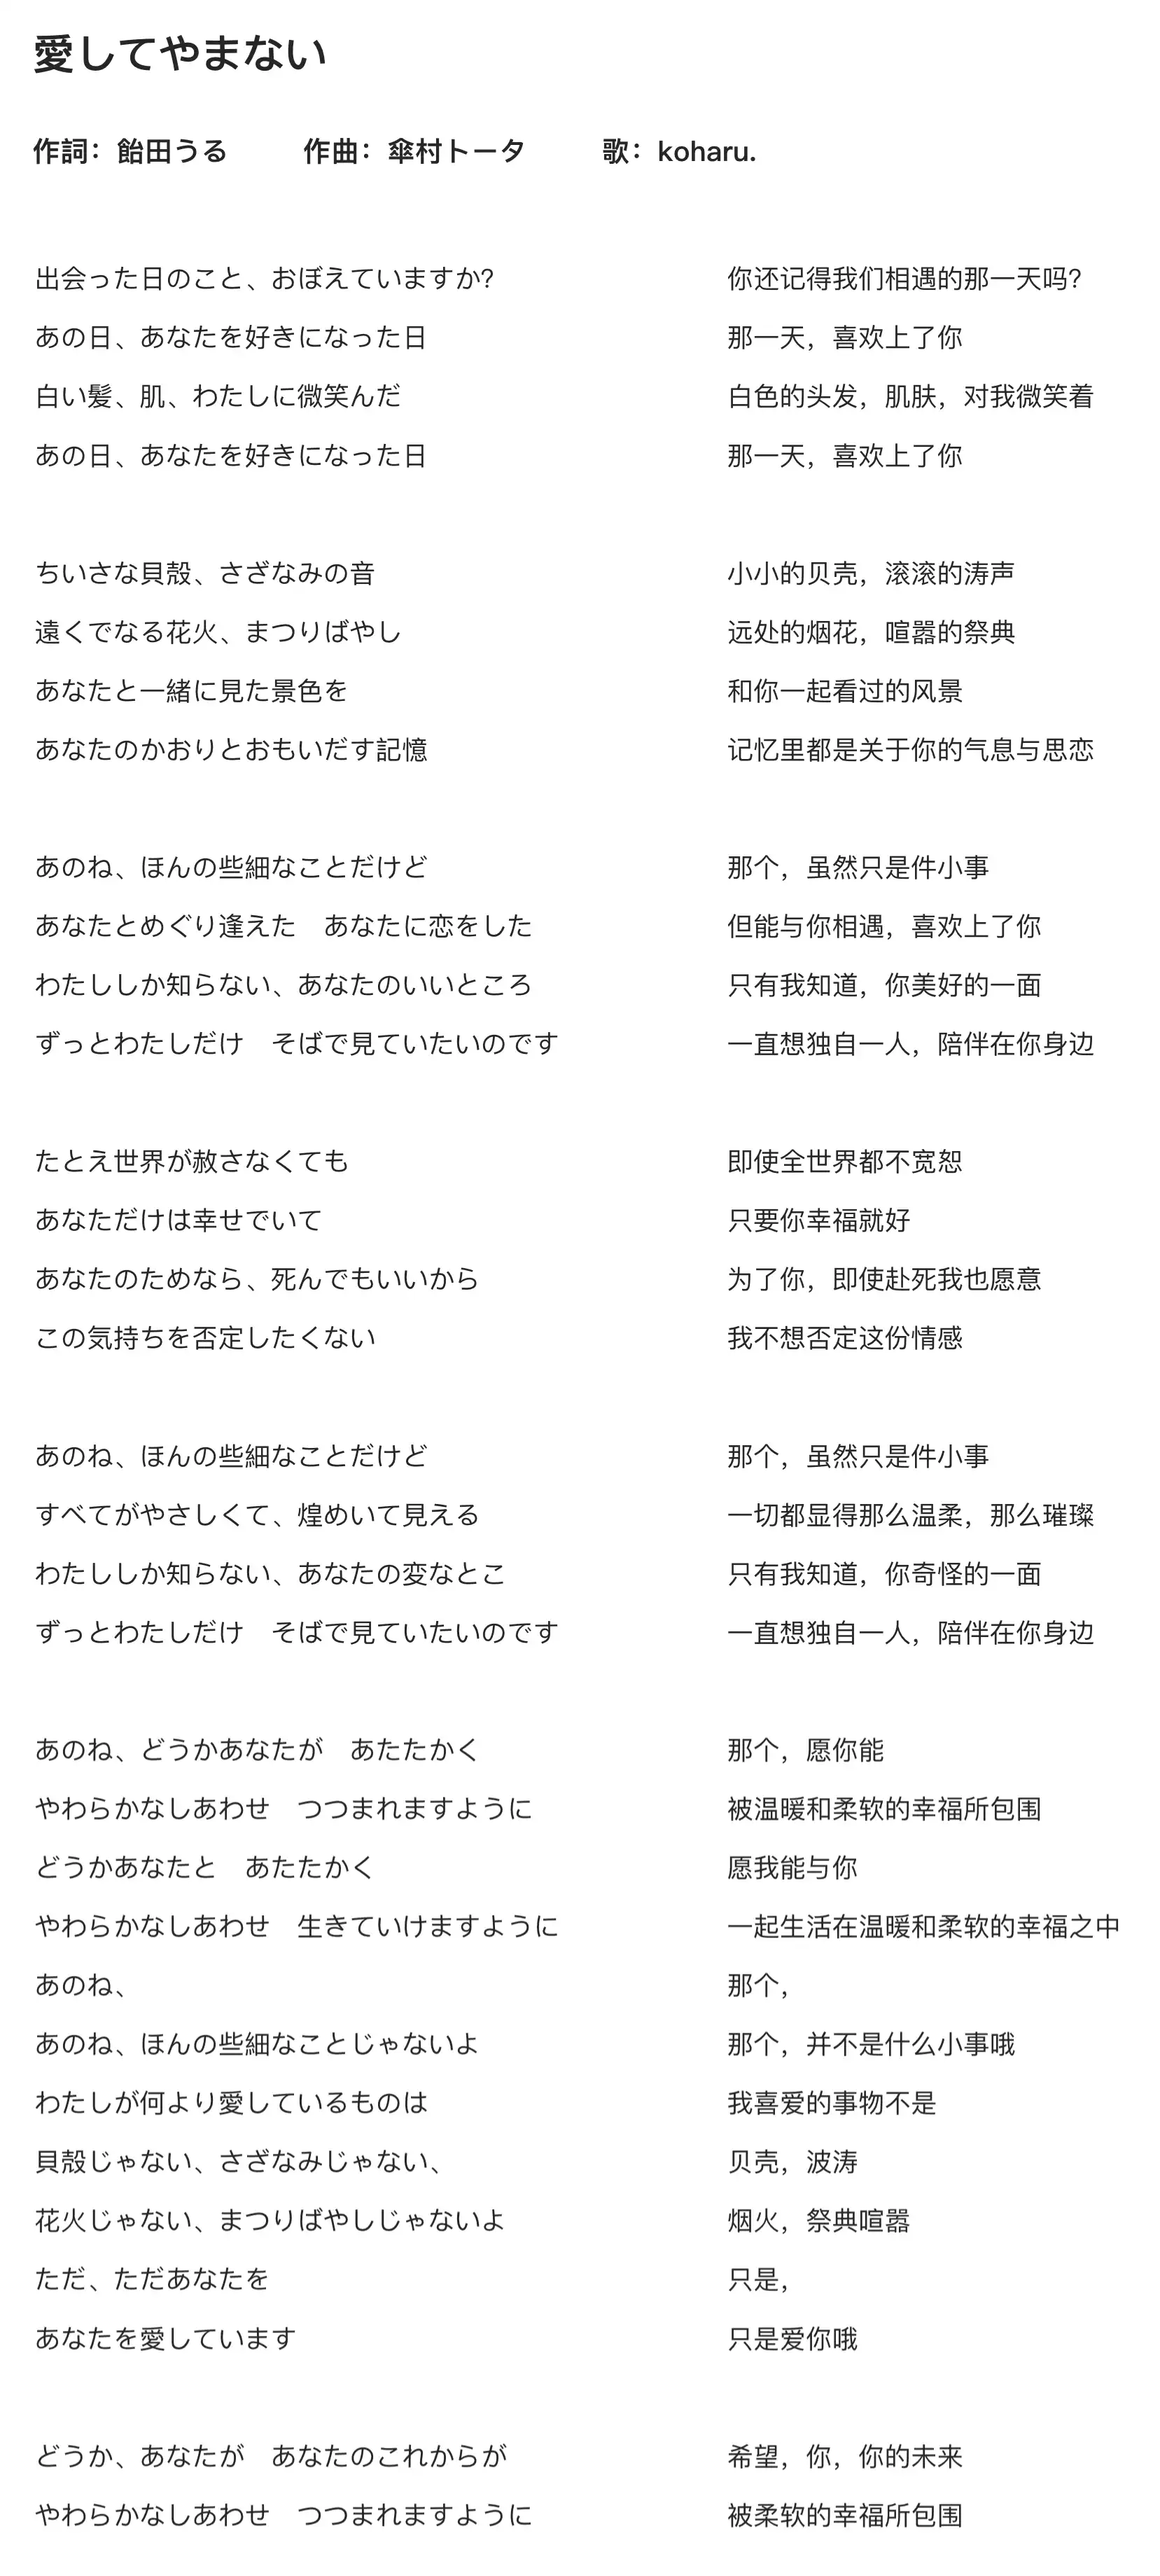 愛してやまない
作詞：飴田うる　作曲：傘村トータ　歌：koharu.
出会った日のこと、おぼえていますか?　你还记得我们相遇的那一天吗?
あの日、あなたを好きになった日　那一天，喜欢上了你
白い髪、肌、わたしに微笑んだ　白色的头发，肌肤，对我微笑着
あの日、あなたを好きになった日　那一天，喜欢上了你
ちいさな貝殻、さざなみの音　小小的贝壳，滚滚的涛声
遠くでなる花火、まつりばやし　远处的烟花，喧嚣的祭典
あなたと一緒に見た景色を　和你一起看过的风景
あなたのかおりとおもいだす記憶　记忆里都是关于你的气息与思恋
あのね、ほんの些細なことだけど　那个，虽然只是件小事
あなたとめぐり逢えた　あなたに恋をした　但能与你相遇，喜欢上了你
わたししか知らない、あなたのいいところ　只有我知道，你美好的一面
ずっとわたしだけ　そばで見ていたいのです　一直想独自一人，陪伴在你身边
たとえ世界が赦さなくても　即使全世界都不宽恕
あなただけは幸せでいて　只要你幸福就好
あなたのためなら、死んでもいいから　为了你，即使赴死我也愿意
この気持ちを否定したくない　我不想否定这份情感
あのね、ほんの些細なことだけど　那个，虽然只是件小事
すべてがやさしくて、煌めいて見える　一切都显得那么温柔，那么璀璨
わたししか知らない、あなたの変なとこ　只有我知道，你奇怪的一面
ずっとわたしだけ　そばで見ていたいのです　一直想独自一人，陪伴在你身边
あのね、どうかあなたが　あたたかく　那个，愿你能
やわらかなしあわせ　つつまれますように　被温暖和柔软的幸福所包围
どうかあなたと　あたたかく　愿我能与你
やわらかなしあわせ　生きていけますように　一起生活在温暖和柔软的幸福之中
あのね、　那个，
あのね、ほんの些細なことじゃないよ　那个，并不是什么小事哦
わたしが何より愛しているものは　我喜爱的事物不是
貝殻じゃない、さざなみじゃない、　贝壳，波涛
花火じゃない、まつりばやしじゃないよ　烟火，祭典喧嚣
ただ、ただあなたを　只是，
あなたを愛しています　只是爱你哦
どうか、あなたが　あなたのこれからが　希望，你，你的未来
やわらかなしあわせ　つつまれますように　被柔软的幸福所包围